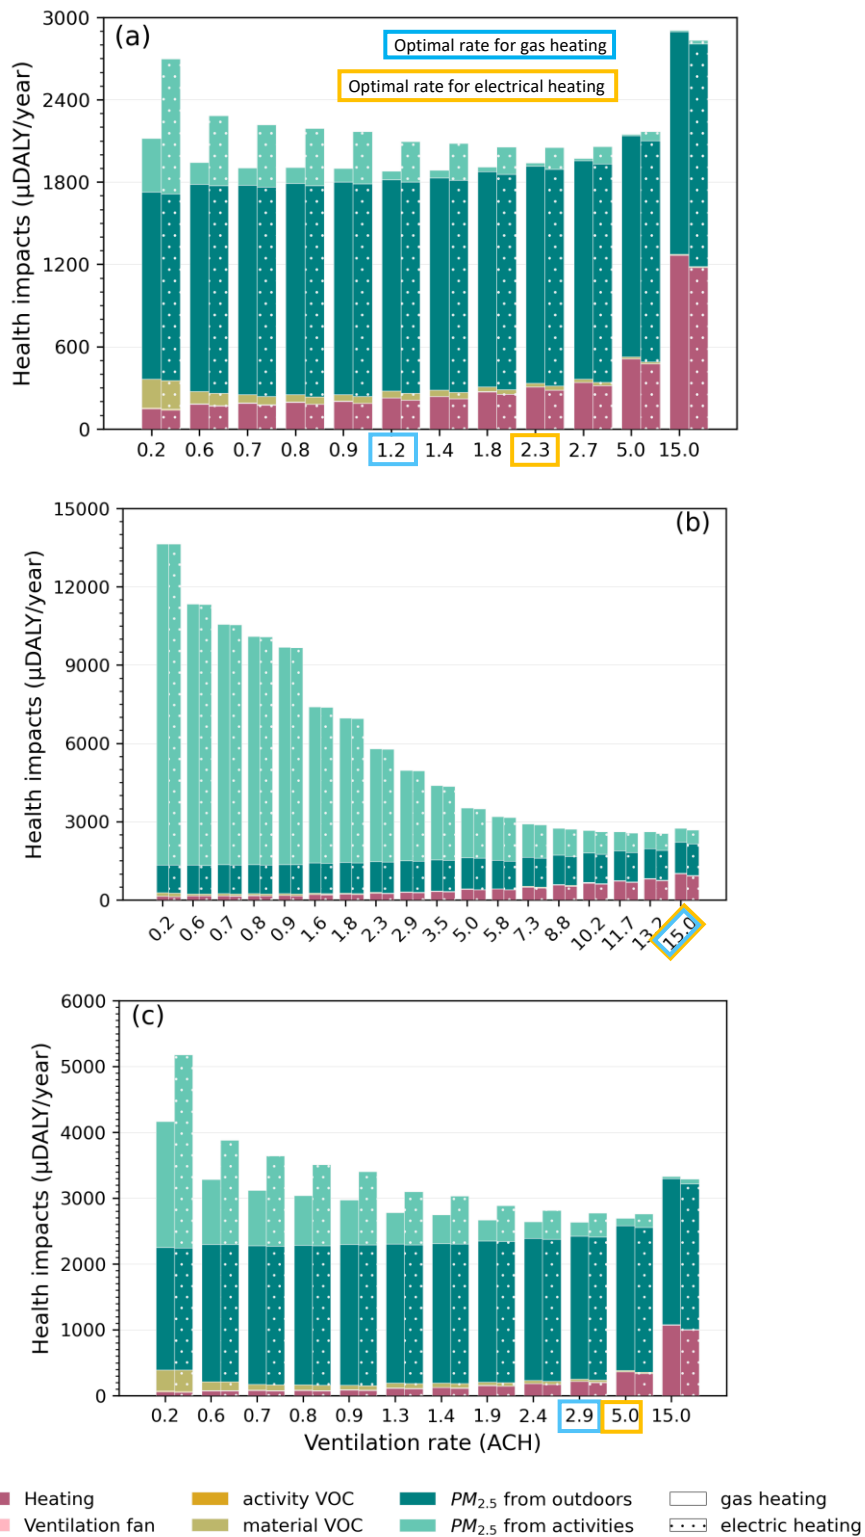 (a)
Optimal rate for gas heating
Optimal rate for electrical heating
Health impacts (μDALY/year)
3000
2400
1800
1200
600
0
0.2 0.6 0.7 0.8 0.9 1.2 1.4 1.8 2.3 2.7 5.0 15.0
(b)
Health impacts (μDALY/year)
15000
12000
9000
6000
3000
0
0.2 0.6 0.7 0.8 0.9 1.6 1.8 2.3 2.9 3.5 5.0 5.8 7.3 8.8 10.2 11.7 13.2 15.0
(c)
Health impacts (μDALY/year)
6000
5000
4000
3000
2000
1000
0
0.2 0.6 0.7 0.8 0.9 1.3 1.4 1.9 2.4 2.9 5.0 15.0
Ventilation rate (ACH)
Heating activity VOC PM2.5 from outdoors gas heating
Ventilation fan material VOC PM2.5 from activities electric heating